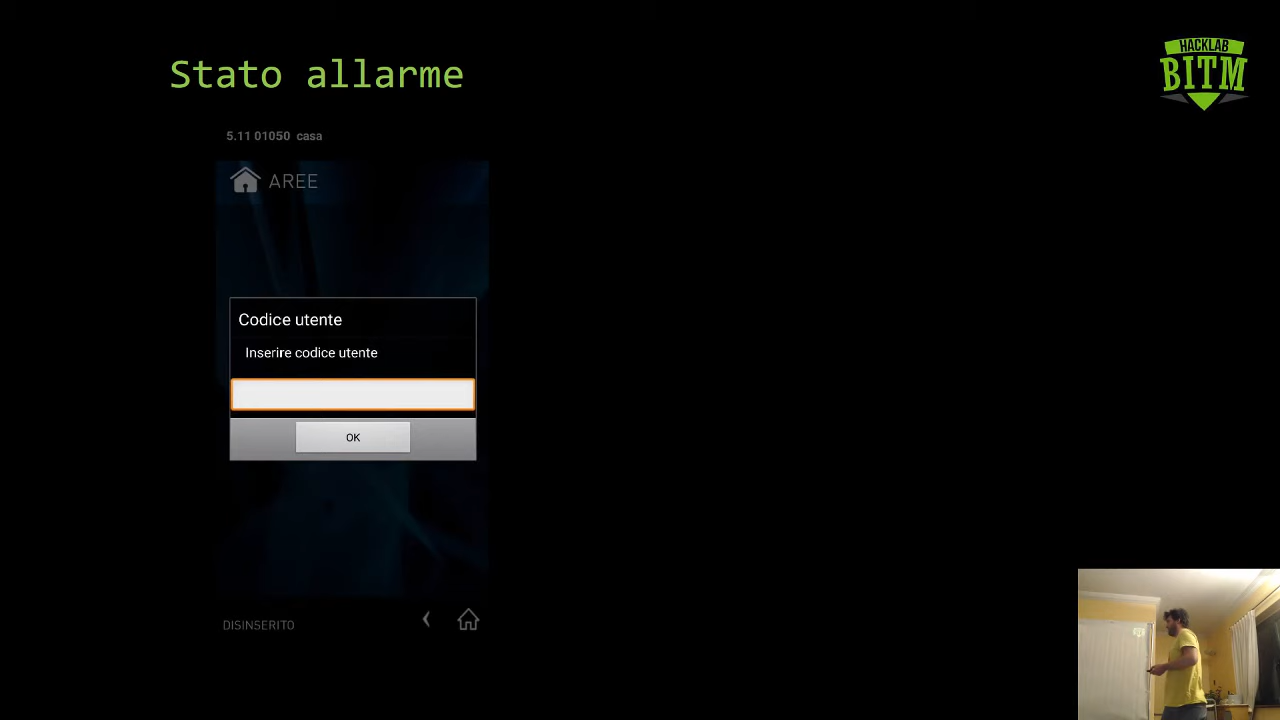 Stato allarme
HACKLAB
BITM
5.11 01050 casa
AREE
Codice utente
Inserire codice utente
OK
DISINSERITO